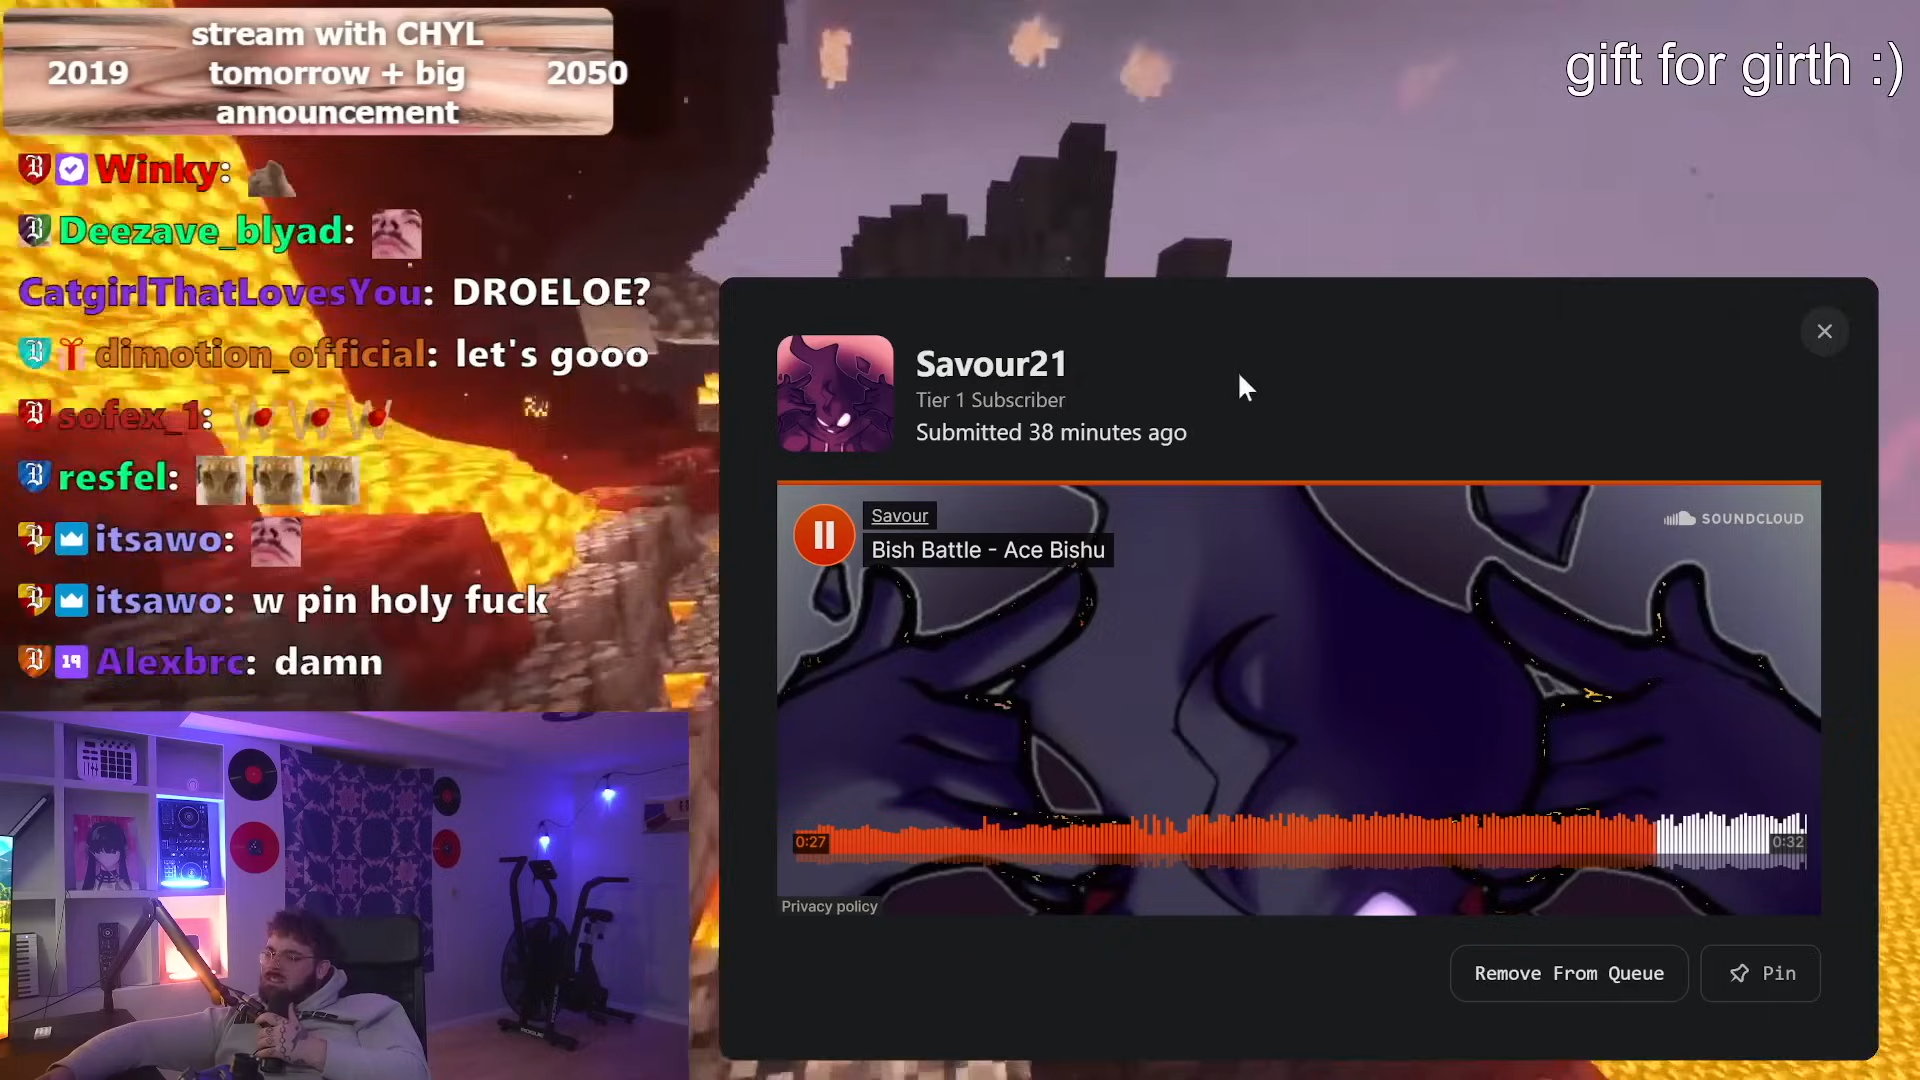 stream with CHYL
2019 tomorrow + big 2050
announcement
gift for girth :)
Winky:
Deezave_blyad:
CatgirlThatLovesYou: DROELOE?
dimotion_official: let's gooo
sofex_1:
resfel:
itsawo:
itsawo: w pin holy fuck
19 Alexbrc: damn
Savour21
Tier 1 Subscriber
Submitted 38 minutes ago
Savour
SOUNDCLOUD
Bish Battle - Ace Bishu
0:27
0:32
Privacy policy
Remove From Queue
Pin